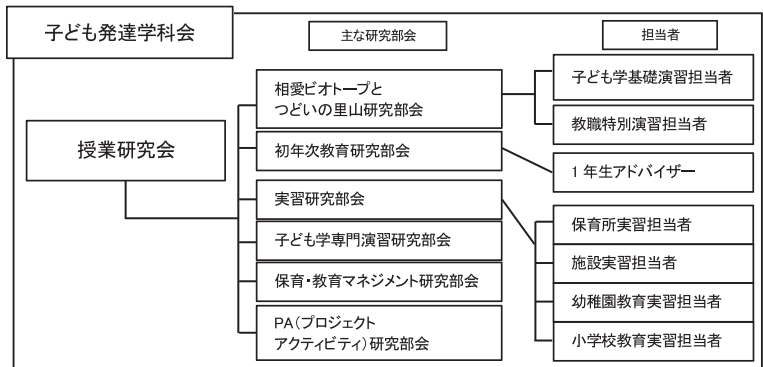 子ども発達学科会
主な研究部会
担当者
授業研究会
相愛ビオトープと
つどいの里山研究部会
初年次教育研究部会
実習研究部会
子ども学専門演習研究部会
保育・教育マネジメント研究部会
PA(プロジェクト
アクティビティ)研究部会
子ども学基礎演習担当者
教職特別演習担当者
1年生アドバイザー
保育所実習担当者
施設実習担当者
幼稚園教育実習担当者
小学校教育実習担当者